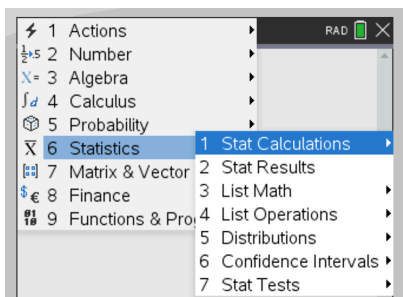 1 Actions
RAD
2 Number
3 Algebra
4 Calculus
5 Probability
6 Statistics
1 Stat Calculations
7 Matrix & Vector
2 Stat Results
8 Finance
3 List Math
9 Functions & Pro
4 List Operations
5 Distributions
6 Confidence Intervals
7 Stat Tests